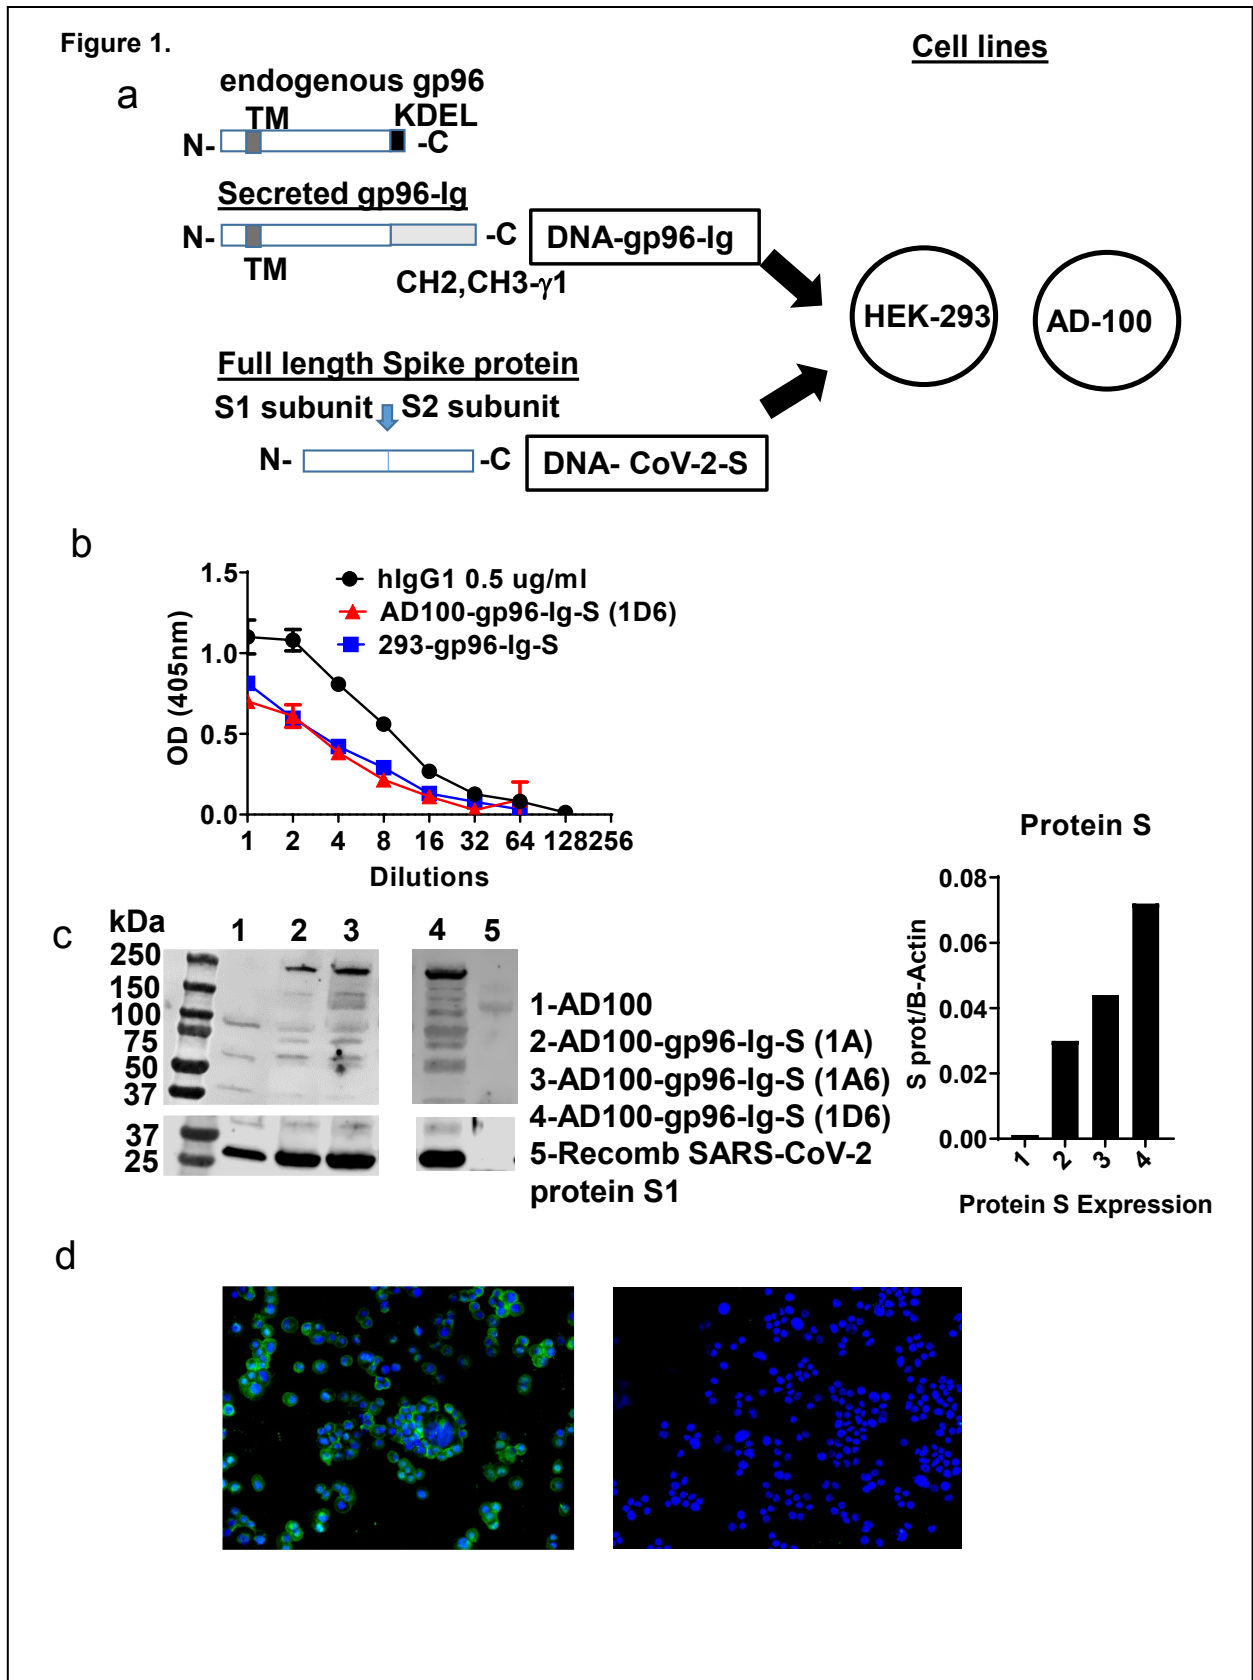 Figure 1.
Cell lines
a
endogenous gp96
TM
KDEL
N-
-C
Secreted gp96-Ig
N-
-C
TM
CH2,CH3-γ1
DNA-gp96-Ig
HEK-293
AD-100
Full length Spike protein
S1 subunit
S2 subunit
N-
-C
DNA- CoV-2-S
b
1.5
1.0
0.5
0.0
OD (405nm)
hIgG1 0.5 ug/ml
AD100-gp96-Ig-S (1D6)
293-gp96-Ig-S
1 2 4 8 16 32 64 128 256
Dilutions
c
kDa
1 2 3 4 5
250
150
100
75
50
37
37
25
1-AD100
2-AD100-gp96-Ig-S (1A)
3-AD100-gp96-Ig-S (1A6)
4-AD100-gp96-Ig-S (1D6)
5-Recomb SARS-CoV-2
protein S1
Protein S
0.08
0.06
0.04
0.02
0.00
S prot/B-Actin
1 2 3 4
Protein S Expression
d